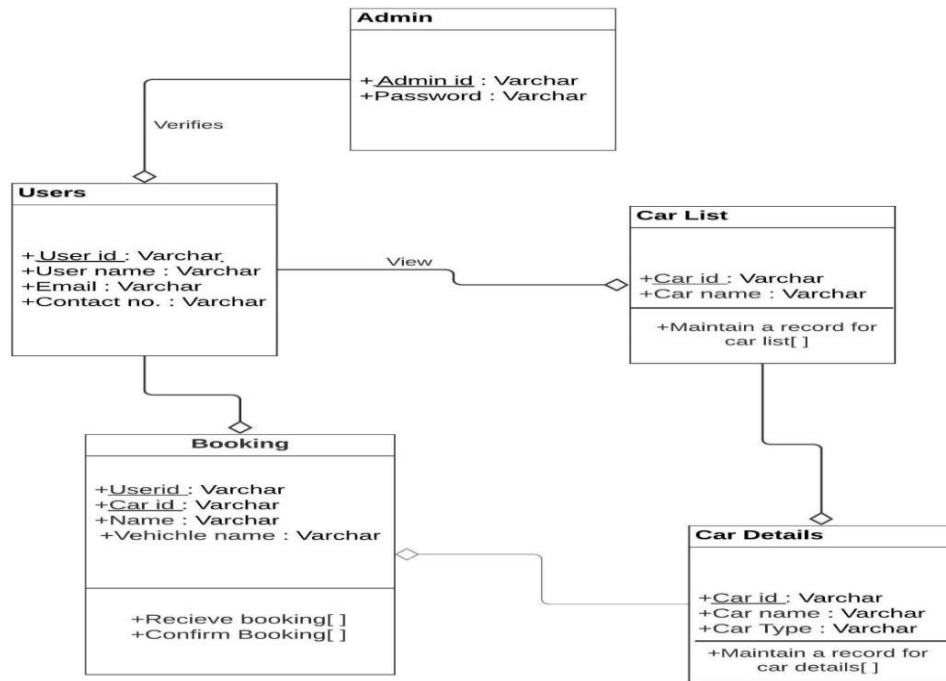 Admin
+Admin id : Varchar
+Password : Varchar
Verifies
Users
+User id : Varchar
+User name : Varchar
+Email : Varchar
+Contact no. : Varchar
View
Car List
+Car id : Varchar
+Car name : Varchar
+Maintain a record for
car list[ ]
Booking
+Userid : Varchar
+Car id : Varchar
+Name : Varchar
+Vehichle name : Varchar
+Recieve booking[ ]
+Confirm Booking[ ]
Car Details
+Car id : Varchar
+Car name : Varchar
+Car Type : Varchar
+Maintain a record for
car details[ ]